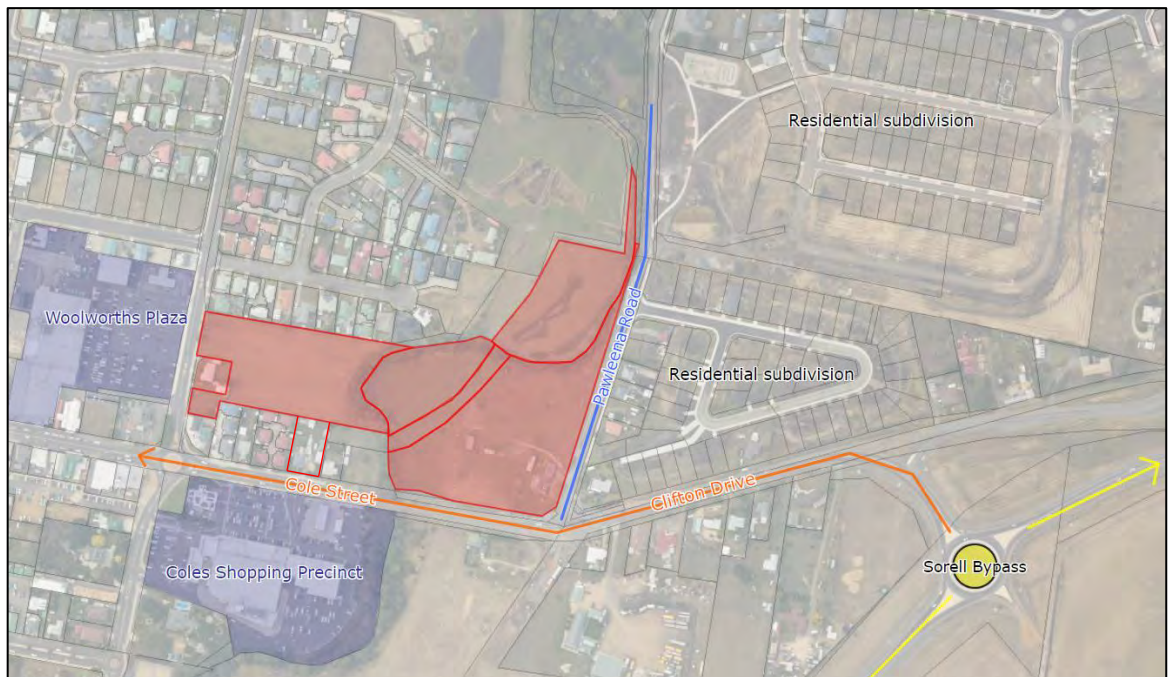 Residential subdivision
Woolworths Plaza
Pawleena Road
Residential subdivision
Clifton Drive
Cole Street
Coles Shopping Precinct
Sorell Bypass